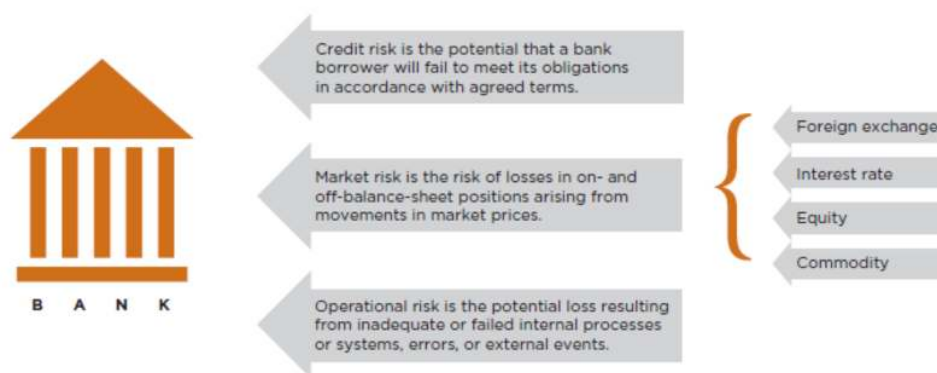 Credit risk is the potential that a bank
borrower will fail to meet its obligations
in accordance with agreed terms.
Market risk is the risk of losses in on- and
off-balance-sheet positions arising from
movements in market prices.
Foreign exchange
Interest rate
Equity
Commodity
B A N K
Operational risk is the potential loss resulting
from inadequate or failed internal processes
or systems, errors, or external events.